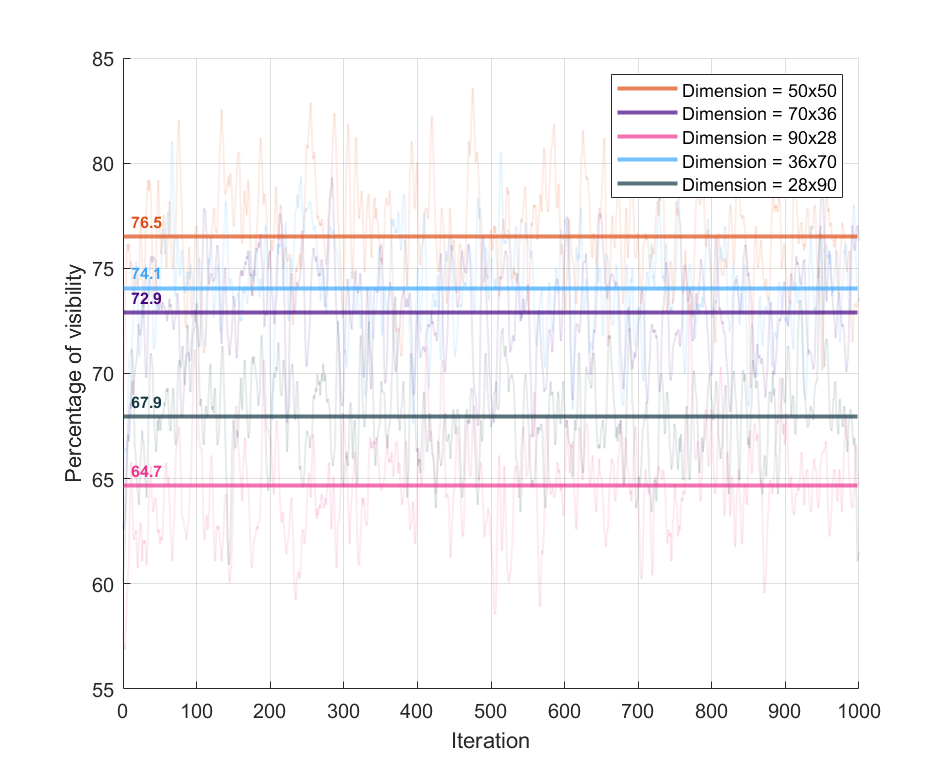 85
80
75
70
65
60
55
Percentage of visibility
Dimension = 50x50
Dimension = 70x36
Dimension = 90x28
Dimension = 36x70
Dimension = 28x90
76.5
74.1
72.9
67.9
64.7
0 100 200 300 400 500 600 700 800 900 1000
Iteration